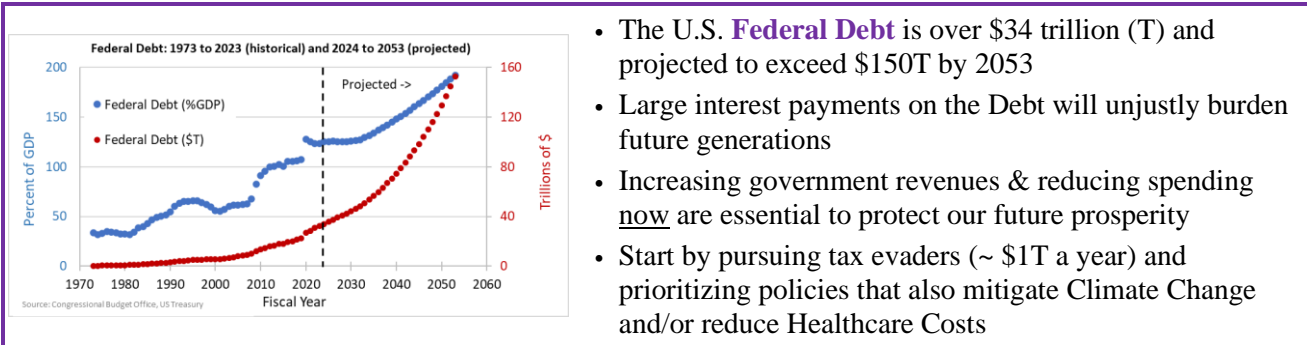 Federal Debt: 1973 to 2023 (historical) and 2024 to 2053 (projected)
200
150
100
50
0
Percent of GDP
160
120
80
40
0
Trillions of $
Projected ->
Federal Debt (%GDP)
Federal Debt ($T)
1970 1980 1990 2000 2010 2020 2030 2040 2050 2060
Fiscal Year
Source: Congressional Budget Office, US Treasury
• The U.S. Federal Debt is over $34 trillion (T) and
projected to exceed $150T by 2053
• Large interest payments on the Debt will unjustly burden
future generations
• Increasing government revenues & reducing spending
now are essential to protect our future prosperity
• Start by pursuing tax evaders (~ $1T a year) and
prioritizing policies that also mitigate Climate Change
and/or reduce Healthcare Costs